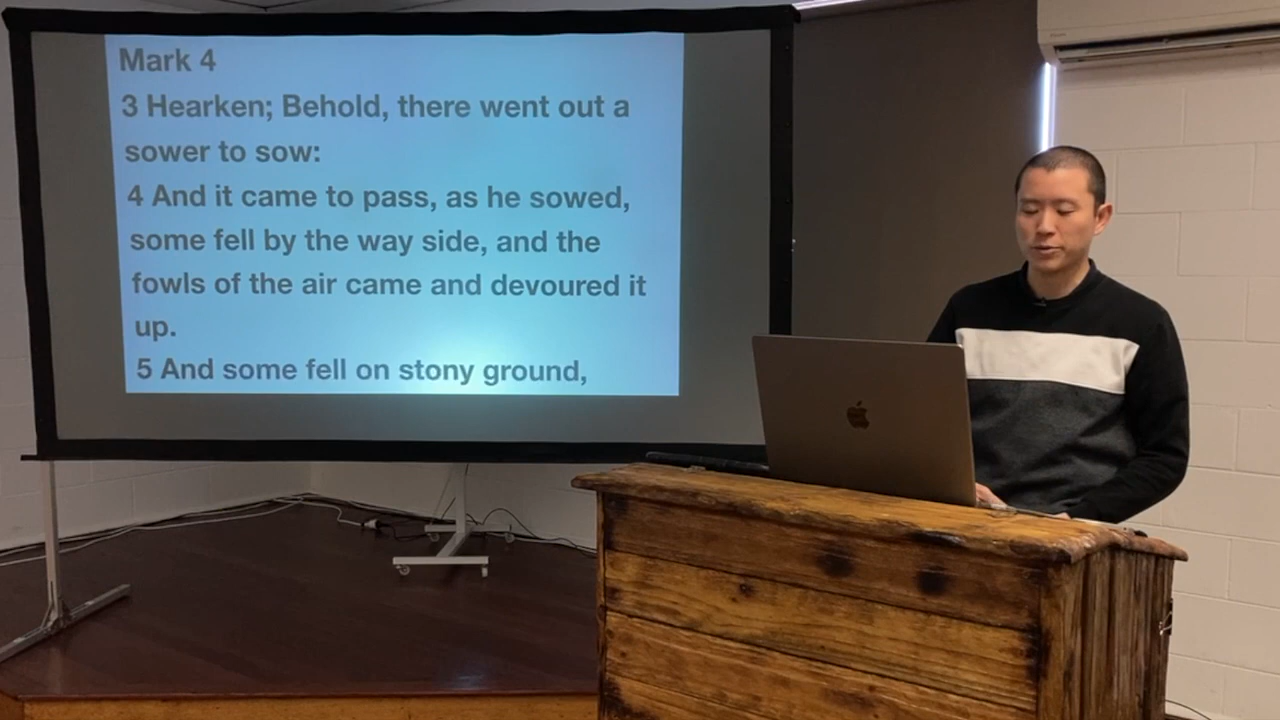 Mark 4
3 Hearken; Behold, there went out a
sower to sow:
4 And it came to pass, as he sowed,
some fell by the way side, and the
fowls of the air came and devoured it
up.
5 And some fell on stony ground,